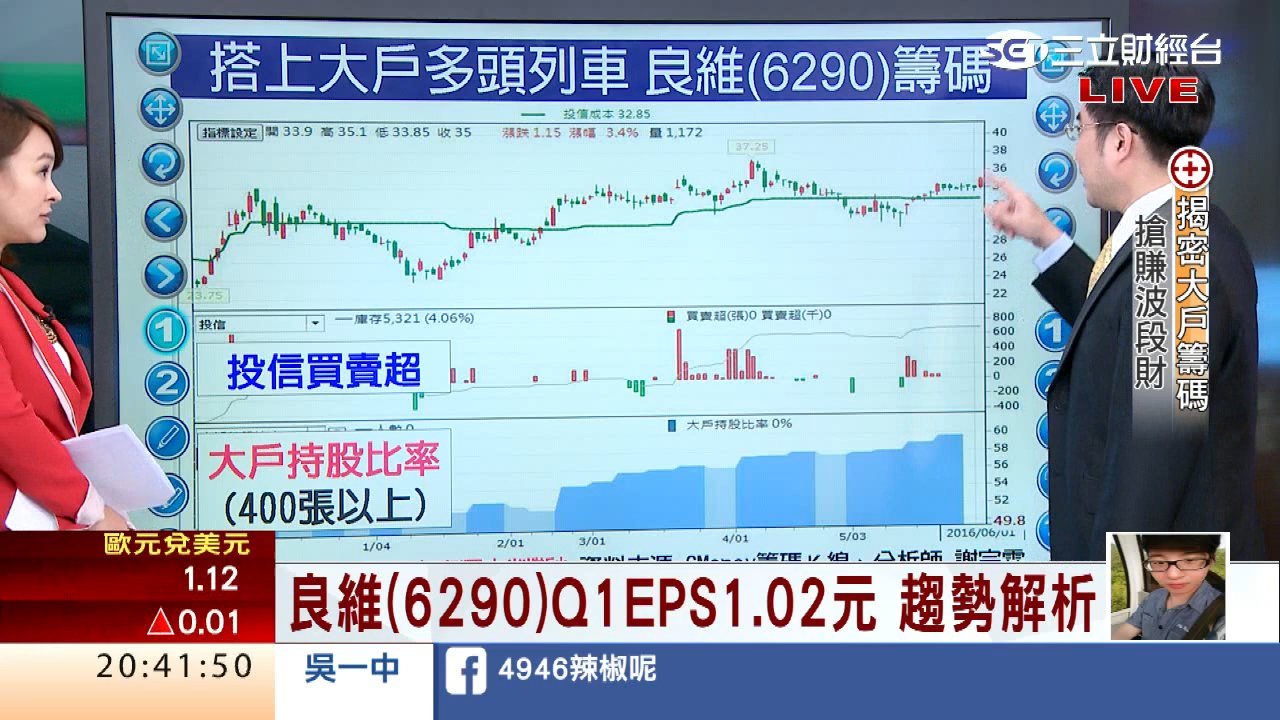 搭上大戶多頭列車 良維(6290)籌碼
三立財經台
LIVE
投信成本 32.85
指標設定 開 33.9 高 35.1 低 33.85 收 35 漲跌 1.15 漲幅 3.4% 量 1,172
40
38
36
37.25
28
26
24
22
23.75
揭密大戶籌碼
搶賺波段財
投信 庫存5,321 (4.06%)
買賣超(張)0 買賣超(千)0
800
600
400
200
0
-200
-400
投信買賣超
1
2
1
大戶持股比率 0%
大戶持股比率
(400張以上)
60
58
56
54
52
49.8
1/04
2/01
3/01
4/01
5/03
2016/06/01
歐元兌美元
1.12
△0.01
良維(6290)Q1EPS1.02元 趨勢解析
20:41:50
吳一中
4946辣椒呢